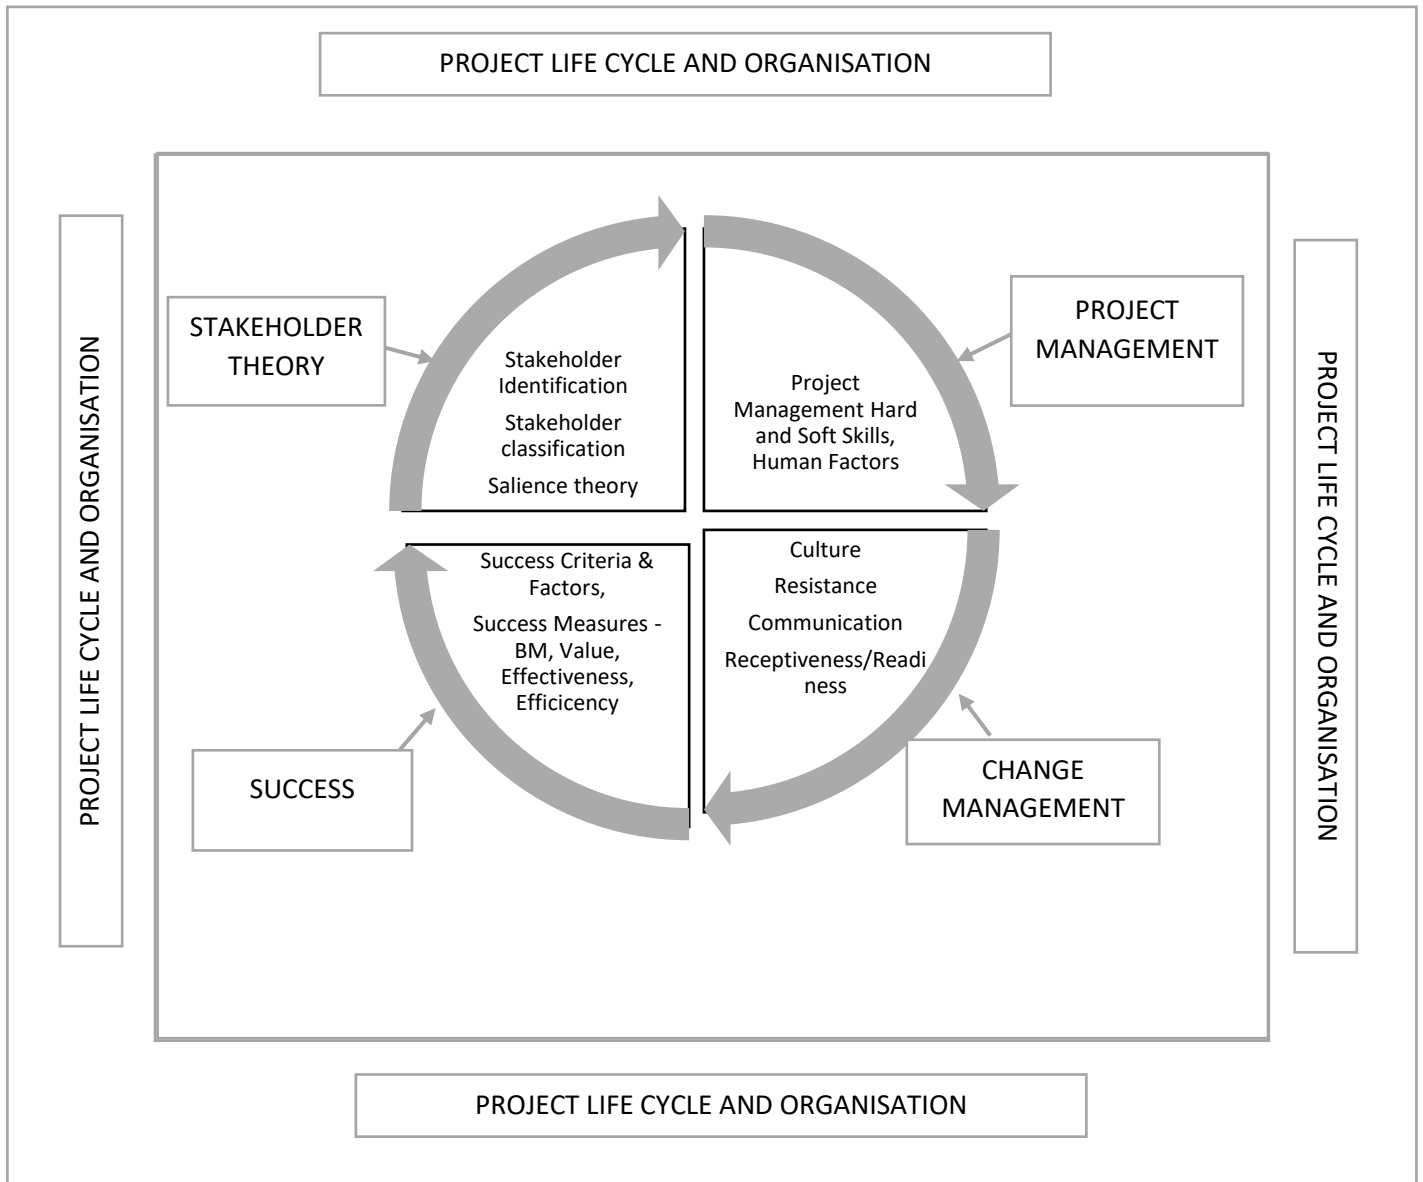 PROJECT LIFE CYCLE AND ORGANISATION
PROJECT LIFE CYCLE AND ORGANISATION
STAKEHOLDER
THEORY
Stakeholder
Identification
Stakeholder
classification
Salience theory
Project
Management Hard
and Soft Skills,
Human Factors
PROJECT
MANAGEMENT
PROJECT LIFE CYCLE AND ORGANISATION
Success Criteria &
Factors,
Success Measures -
BM, Value,
Effectiveness,
Efficicency
Culture
Resistance
Communication
Receptiveness/Readi
ness
SUCCESS
CHANGE
MANAGEMENT
PROJECT LIFE CYCLE AND ORGANISATION